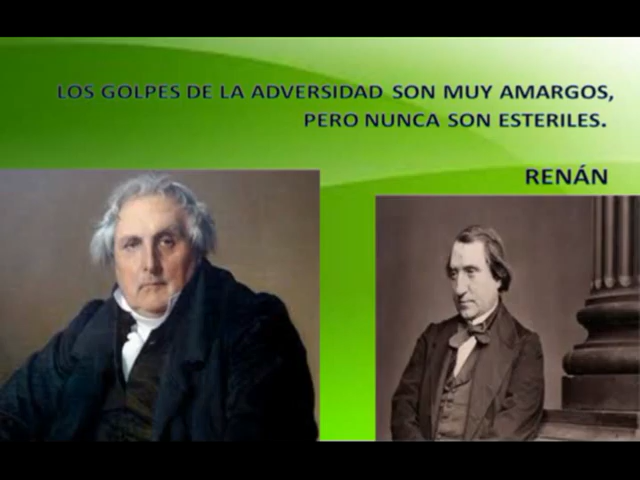 LOS GOLPES DE LA ADVERSIDAD SON MUY AMARGOS,
PERO NUNCA SON ESTERILES.
RENÁN